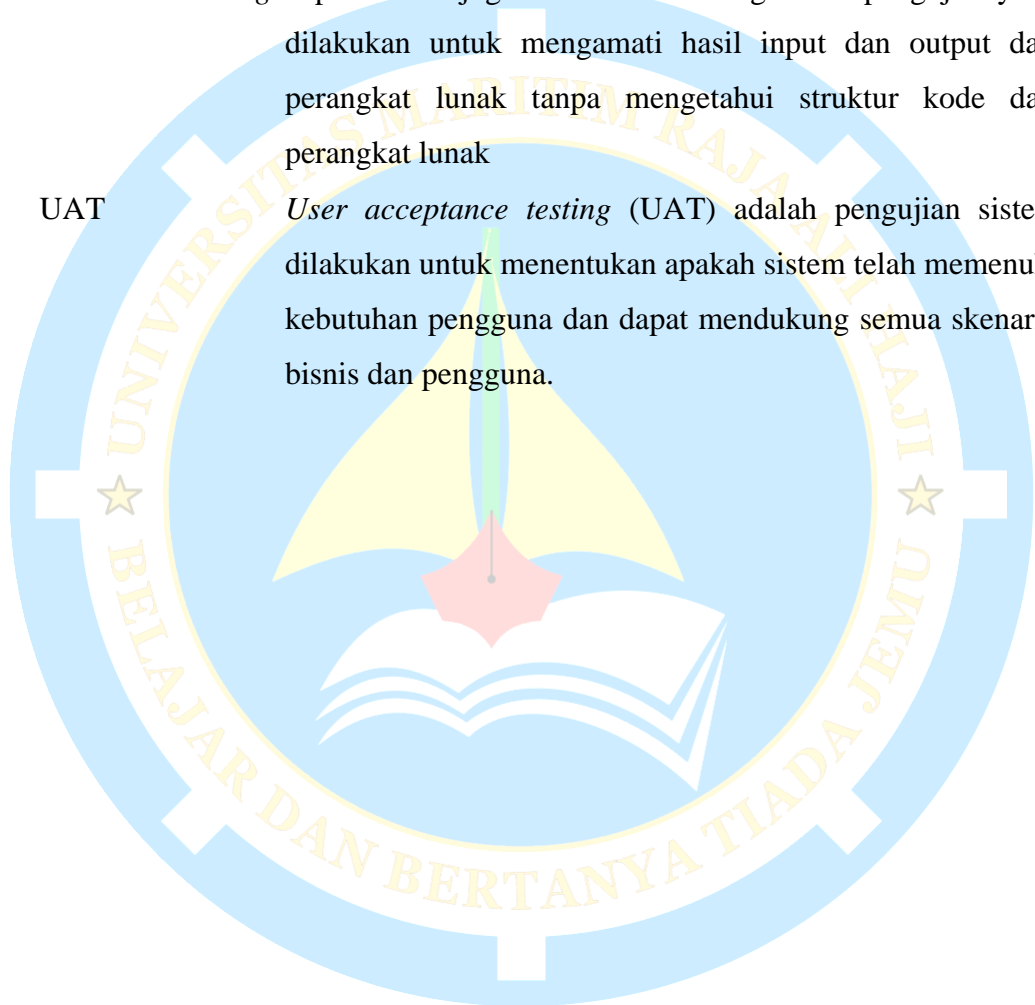 dilakukan untuk mengamati hasil input dan output da
perangkat lunak tanpa mengetahui struktur kode da
perangkat lunak
UAT User acceptance testing (UAT) adalah pengujian siste
dilakukan untuk menentukan apakah sistem telah memenu
kebutuhan pengguna dan dapat mendukung semua skenar
bisnis dan pengguna.
UNIVERSITAS MARITIM RAJA ALI HAJI
BELAJAR DAN BERTANYA TIADA JEMU